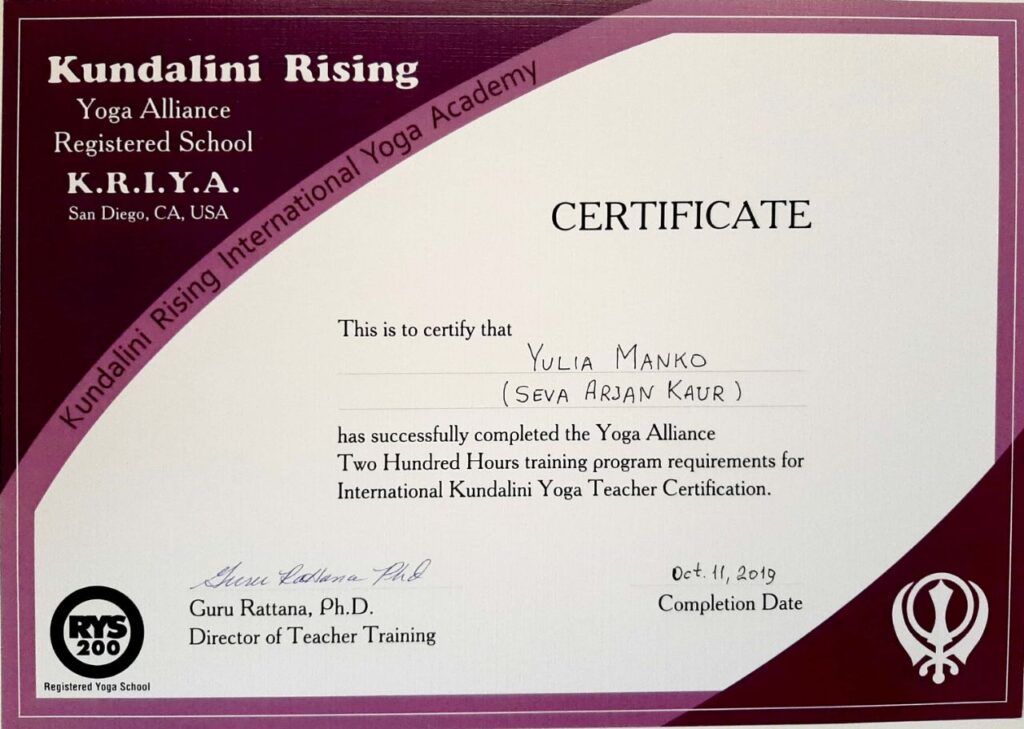 Kundalini Rising
Yoga Alliance
Registered School
K.R.I.Y.A.
San Diego, CA, USA
Kundalini Rising International Yoga Academy
CERTIFICATE
This is to certify that
YULIA MANKO
(SEVA ARJAN KAUR)
has successfully completed the Yoga Alliance
Two Hundred Hours training program requirements for
International Kundalini Yoga Teacher Certification.
Guru Rattana PhD
Guru Rattana, Ph.D.
Director of Teacher Training
Oct. 11, 2019
Completion Date
RYS
200
Registered Yoga School